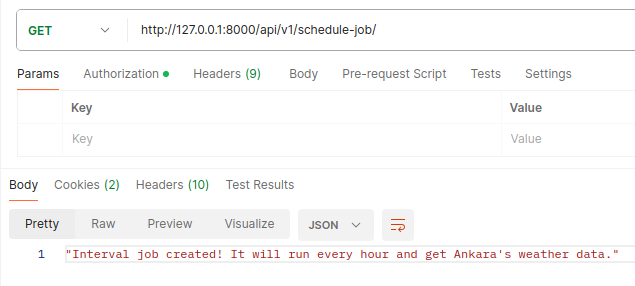 GET http://127.0.0.1:8000/api/v1/schedule-job/
Params Authorization Headers (9) Body Pre-request Script Tests Settings
Key Value
Key Value
Body Cookies (2) Headers (10) Test Results
Pretty Raw Preview Visualize JSON
1 "Interval job created! It will run every hour and get Ankara's weather data."